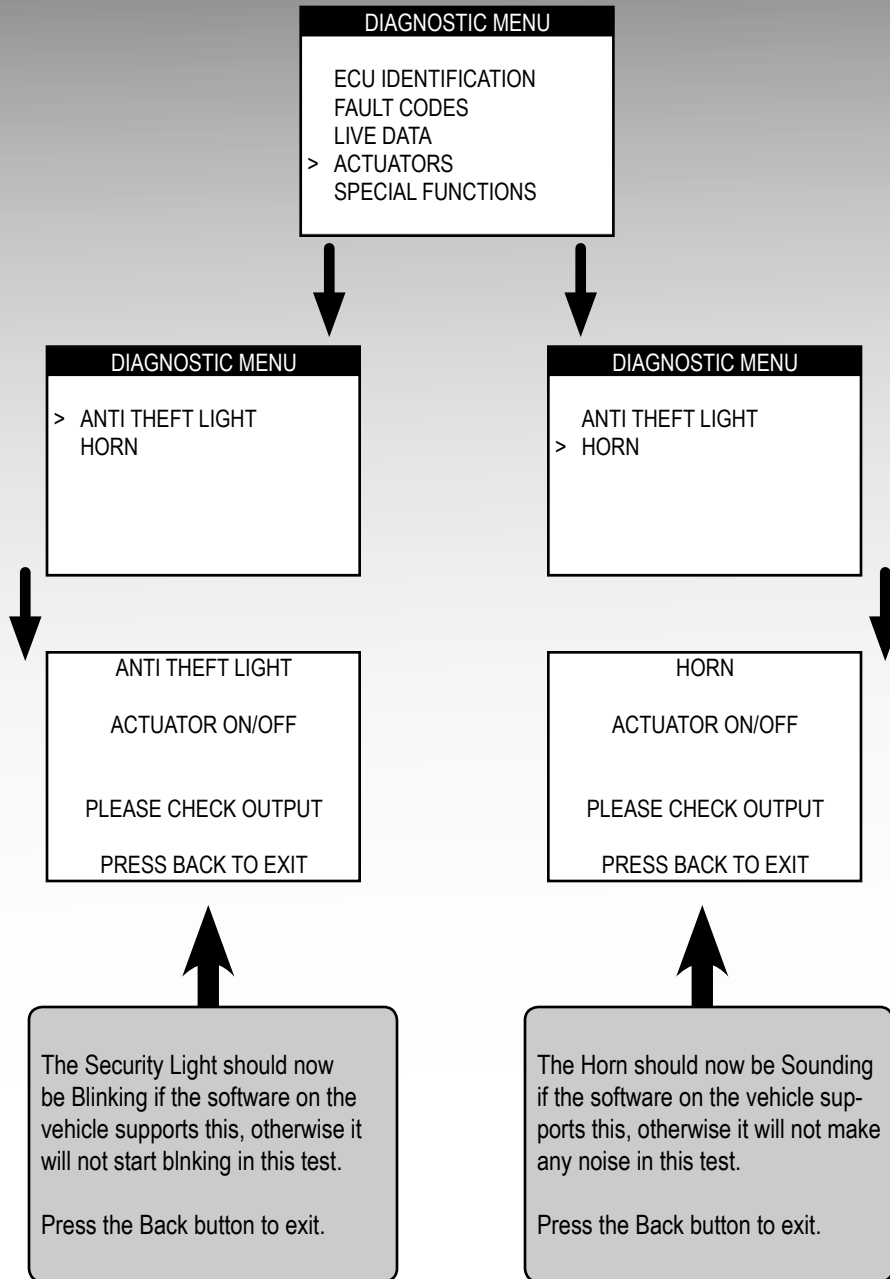 DIAGNOSTIC MENU
ECU IDENTIFICATION
FAULT CODES
LIVE DATA
> ACTUATORS
SPECIAL FUNCTIONS
DIAGNOSTIC MENU
> ANTI THEFT LIGHT
HORN
DIAGNOSTIC MENU
ANTI THEFT LIGHT
> HORN
ANTI THEFT LIGHT
ACTUATOR ON/OFF
PLEASE CHECK OUTPUT
PRESS BACK TO EXIT
HORN
ACTUATOR ON/OFF
PLEASE CHECK OUTPUT
PRESS BACK TO EXIT
The Security Light should now
be Blinking if the software on the
vehicle supports this, otherwise it
will not start blnking in this test.
Press the Back button to exit.
The Horn should now be Sounding
if the software on the vehicle sup-
ports this, otherwise it will not make
any noise in this test.
Press the Back button to exit.